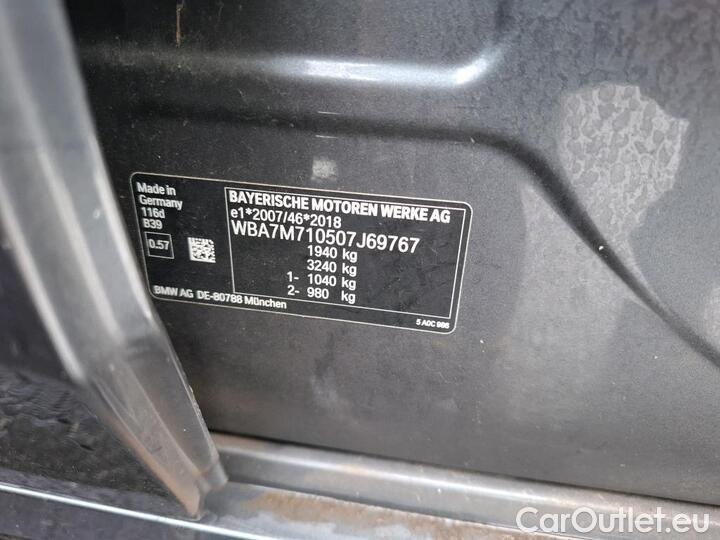 Made in
Germany
116d
B39
0.57
BMW AG DE-80788 München
BAYERISCHE MOTOREN WERKE AG
e1*2007/46*2018
WBA7M710507J69767
1940 kg
3240 kg
1- 1040 kg
2- 980 kg
5 A0C 986
CarOutlet.eu